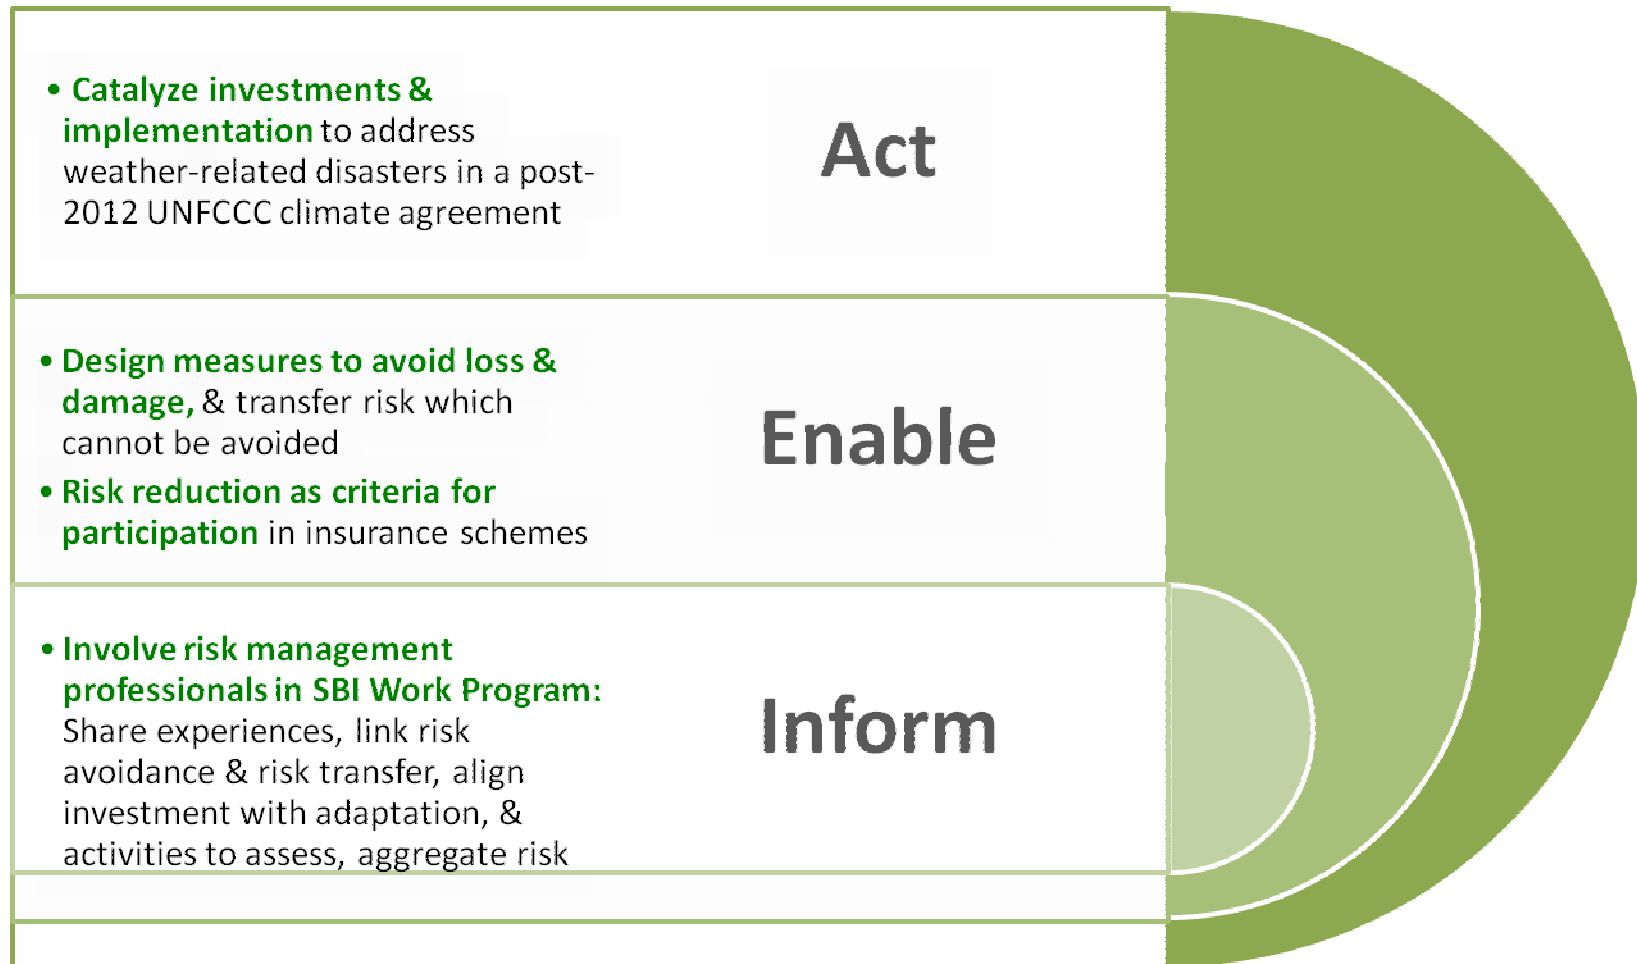 • Catalyze investments &
implementation to address
weather-related disasters in a post-
2012 UNFCCC climate agreement
Act
• Design measures to avoid loss &
damage, & transfer risk which
cannot be avoided
• Risk reduction as criteria for
participation in insurance schemes
Enable
• Involve risk management
professionals in SBI Work Program:
Share experiences, link risk
avoidance & risk transfer, align
investment with adaptation, &
activities to assess, aggregate risk
Inform